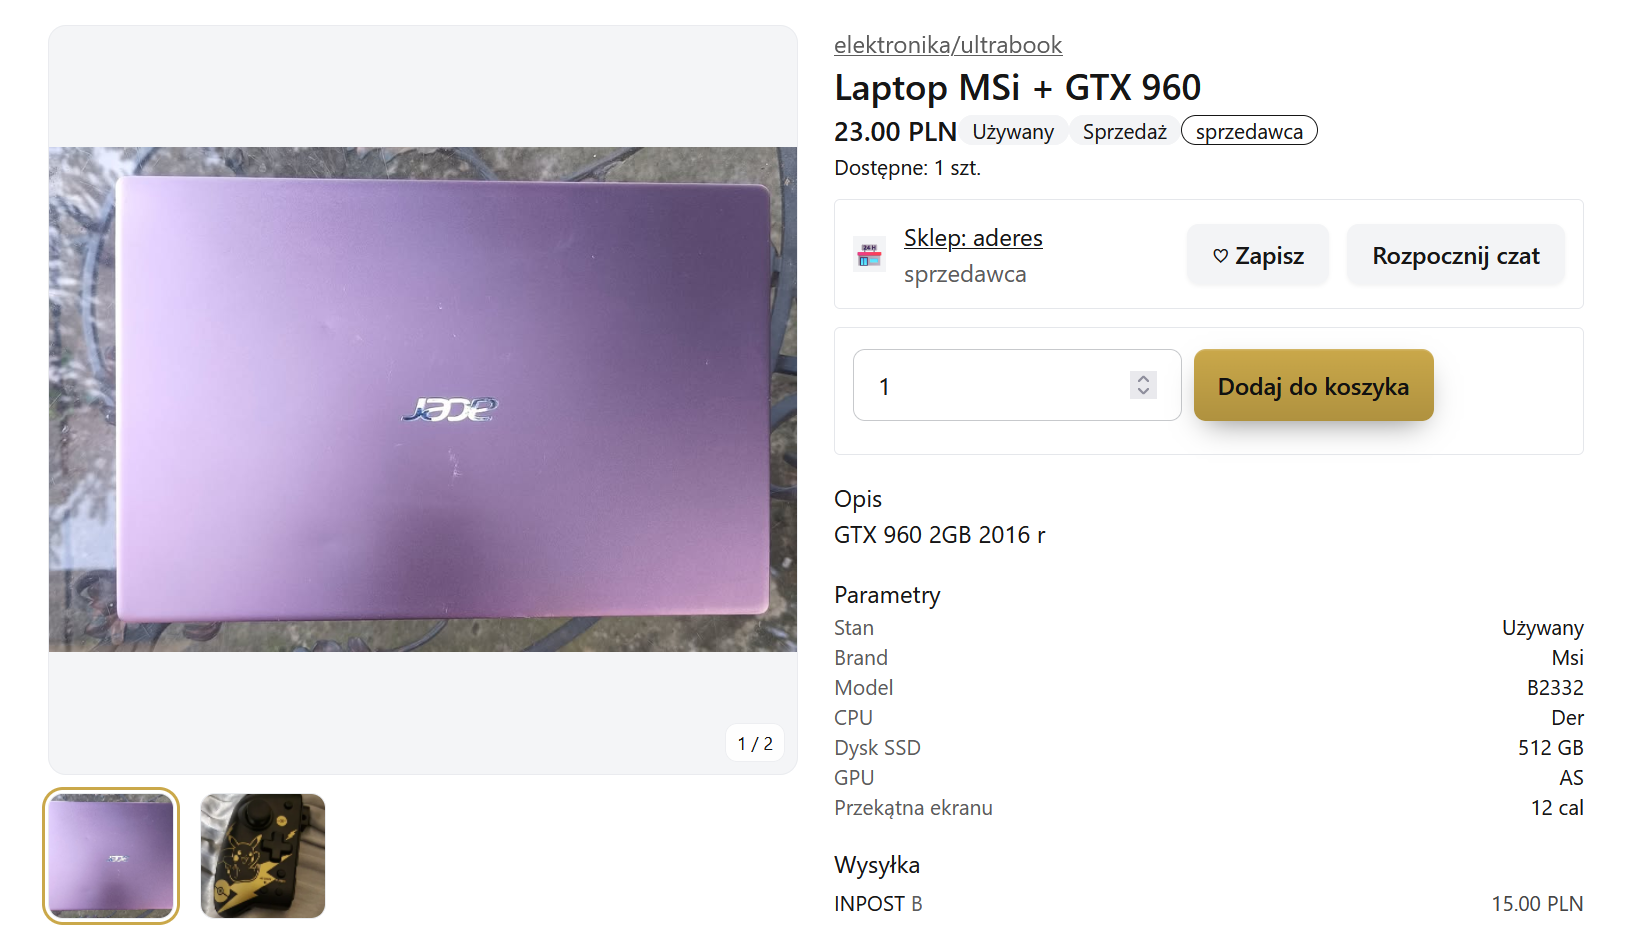 elektronika/ultrabook
Laptop MSi + GTX 960
23.00 PLN Używany Sprzedaż sprzedawca
Dostępne: 1 szt.
24 H
Sklep: aderes
sprzedawca
♡ Zapisz
Rozpocznij czat
1
Dodaj do koszyka
acer
1 / 2
Opis
GTX 960 2GB 2016 r
Parametry
Stan Używany
Brand Msi
Model B2332
CPU Der
Dysk SSD 512 GB
GPU AS
Przekątna ekranu 12 cal
Wysyłka
INPOST B 15.00 PLN